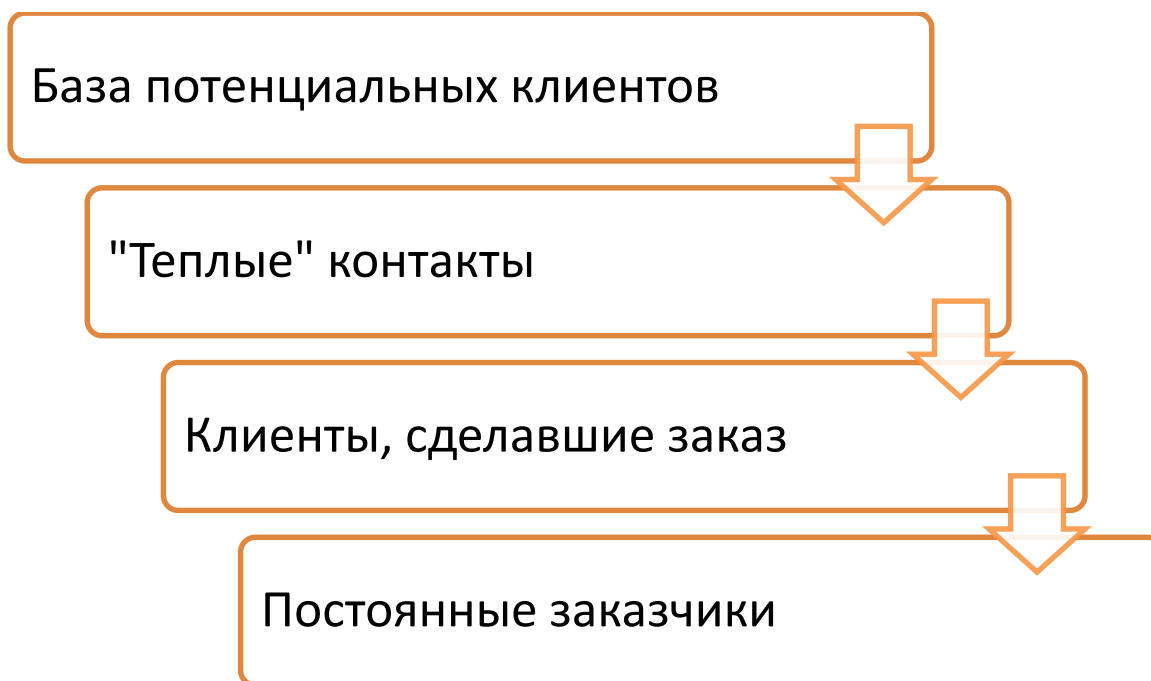 База потенциальных клиентов
"Теплые" контакты
Клиенты, сделавшие заказ
Постоянные заказчики